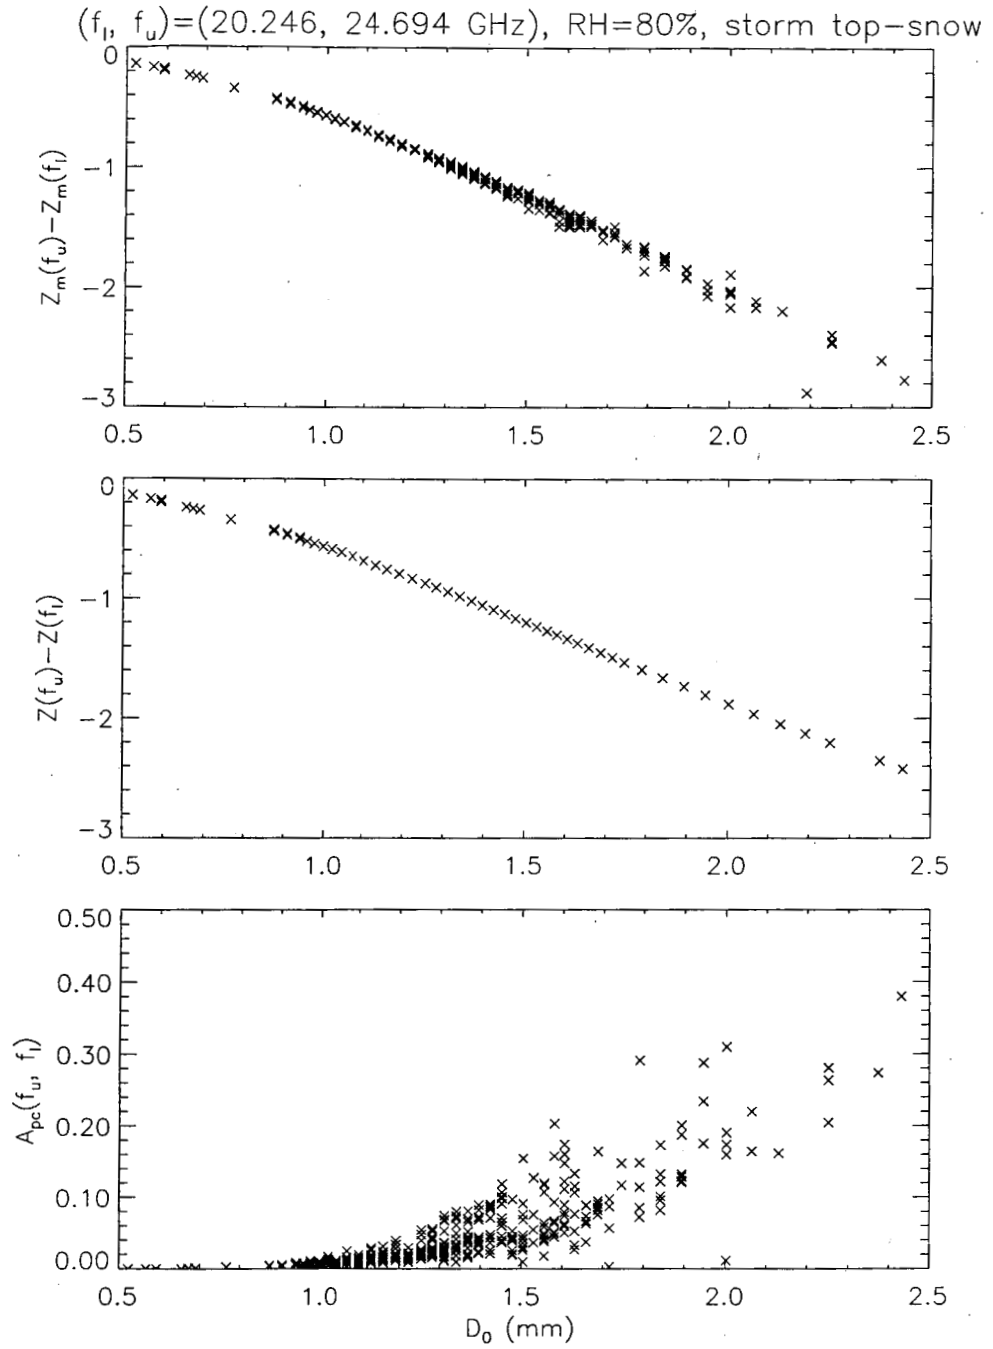 (f_l, f_u)=(20.246, 24.694 GHz), RH=80%, storm top−snow
0
−1
−2
−3
Z_m(f_u)−Z_m(f_l)
0.5 1.0 1.5 2.0 2.5
0
−1
−2
−3
Z(f_u)−Z(f_l)
0.5 1.0 1.5 2.0 2.5
0.50
0.40
0.30
0.20
0.10
0.00
A_pc(f_u, f_l)
0.5 1.0 1.5 2.0 2.5
D_0 (mm)